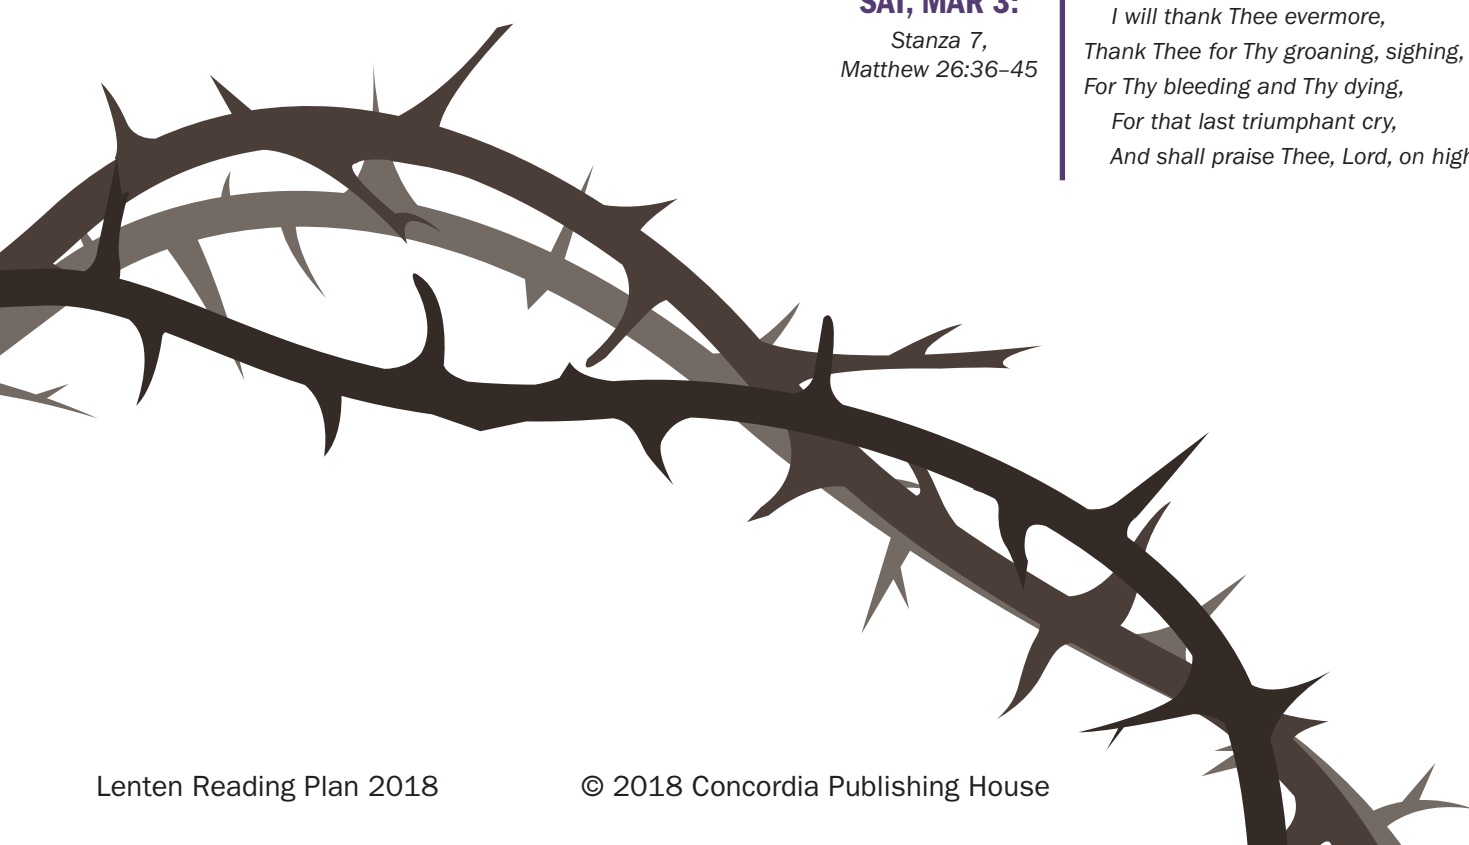 SAT, MAR 3:
Stanza 7,
Matthew 26:36–45
I will thank Thee evermore,
Thank Thee for Thy groaning, sighing,
For Thy bleeding and Thy dying,
For that last triumphant cry,
And shall praise Thee, Lord, on high
Lenten Reading Plan 2018
© 2018 Concordia Publishing House